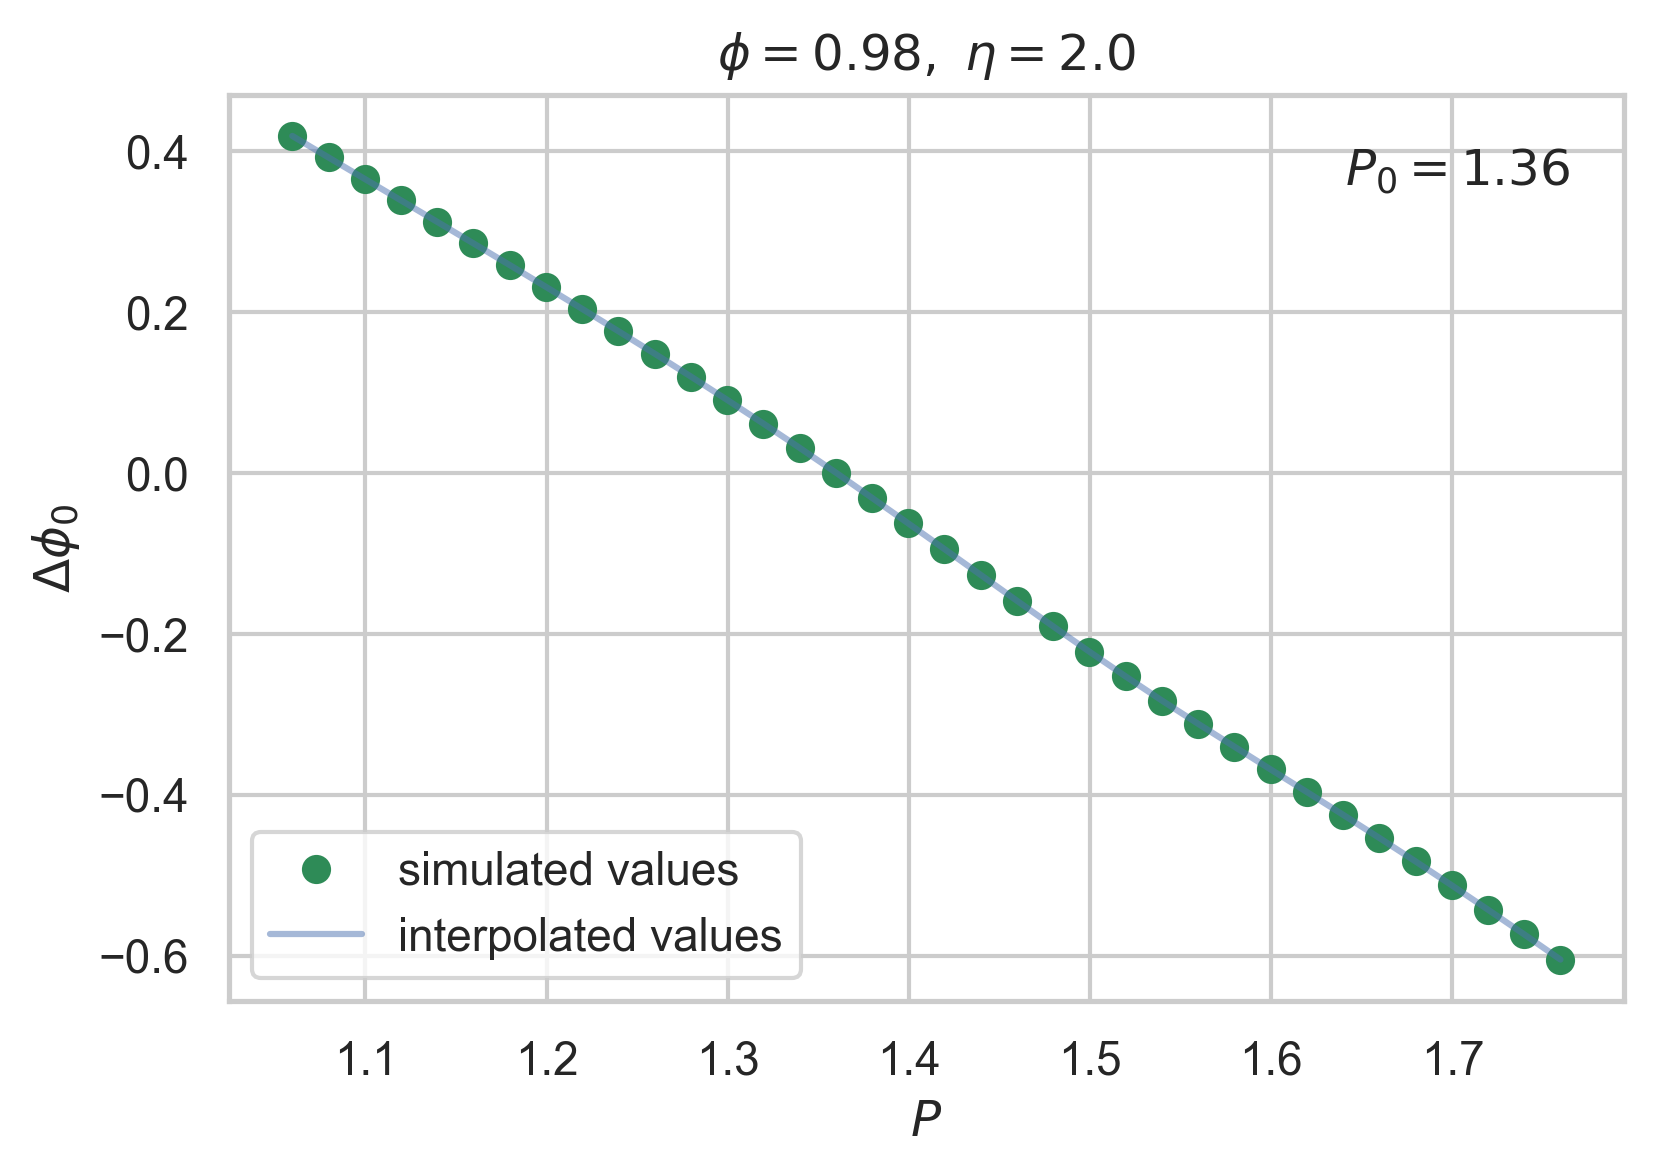 ϕ = 0.98, η = 2.0
P₀ = 1.36
0.4
0.2
0.0
−0.2
−0.4
−0.6
Δϕ₀
simulated values
interpolated values
1.1 1.2 1.3 1.4 1.5 1.6 1.7
P